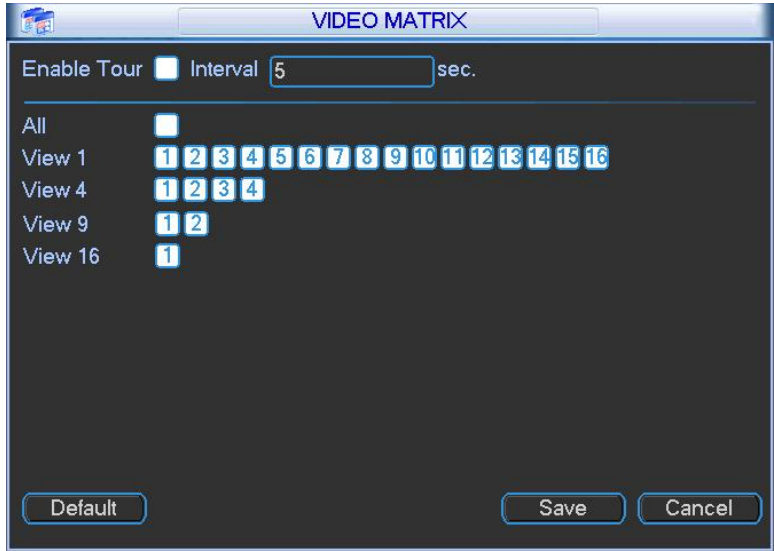 VIDEO MATRIX
Enable Tour Interval 5 sec.
All
View 1 1 2 3 4 5 6 7 8 9 10 11 12 13 14 15 16
View 4 1 2 3 4
View 9 1 2
View 16 1
Default Save Cancel